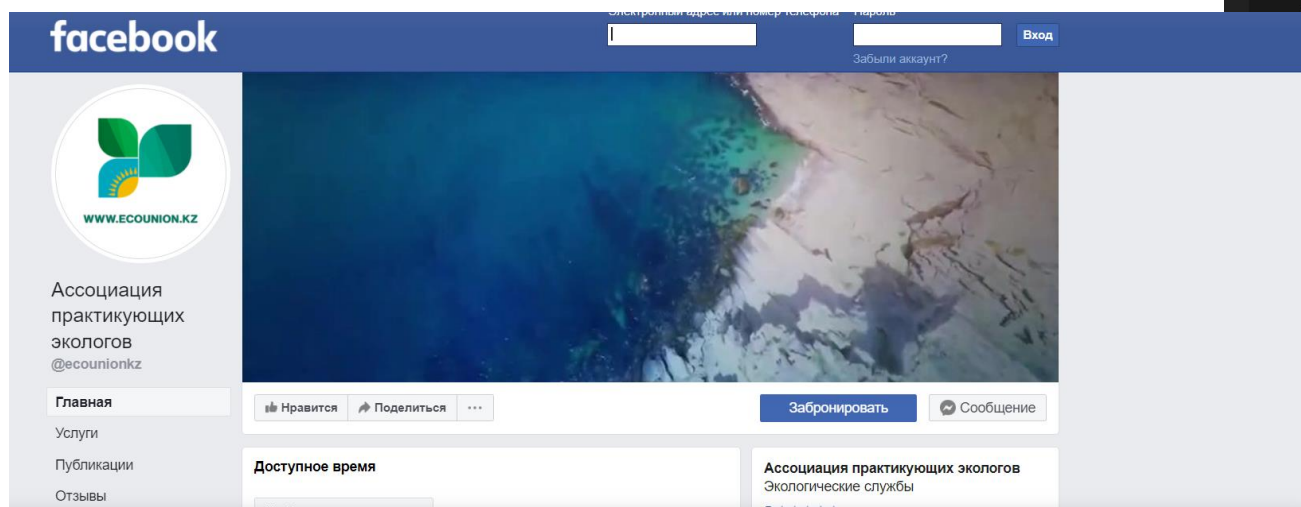 Электронный адрес или номер телефона Пароль
facebook
Вход
Забыли аккаунт?
WWW.ECOUNION.KZ
Ассоциация
практикующих
экологов
@ecounionkz
Главная
Услуги
Публикации
Отзывы
Нравится Поделиться ...
Забронировать Сообщение
Доступное время
Ассоциация практикующих экологов
Экологические службы